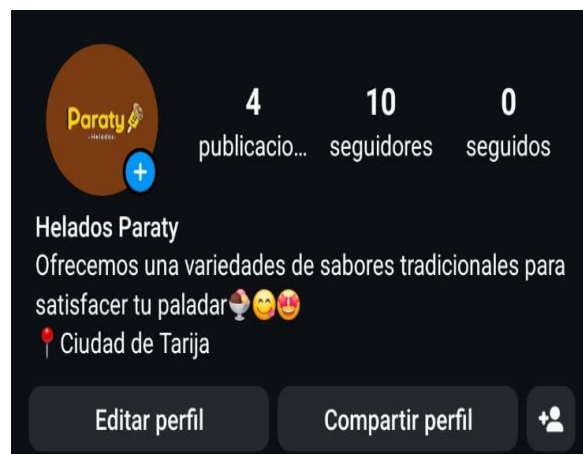 Paraty
-Helados-
4
publicacio...
10
seguidores
0
seguidos
Helados Paraty
Ofrecemos una variedades de sabores tradicionales para
satisfacer tu paladar🍨😋🤩
📍Ciudad de Tarija
Editar perfil
Compartir perfil